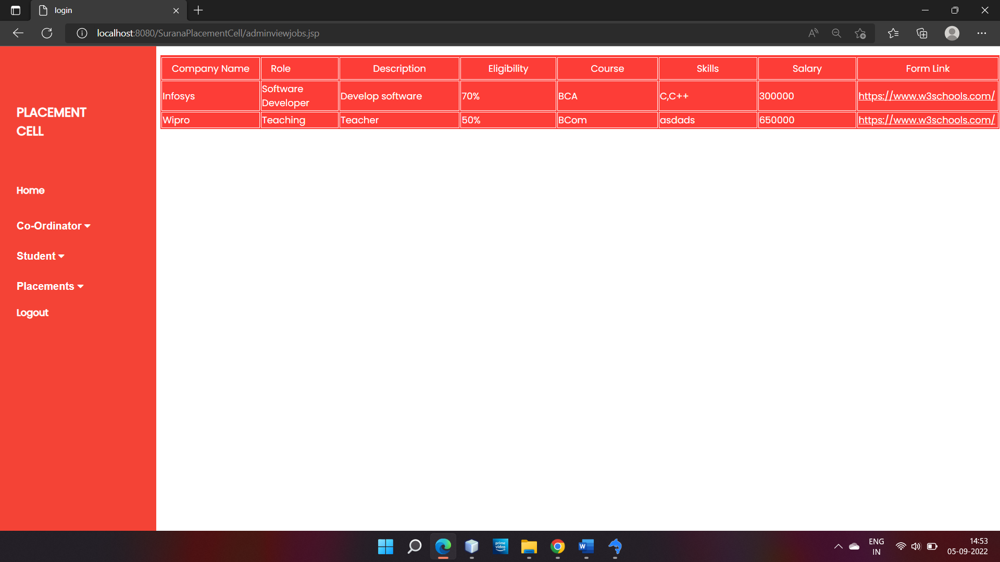 login
localhost:8080/SuranaPlacementCell/adminviewjobs.jsp
PLACEMENT
CELL
Home
Co-Ordinator
Student
Placements
Logout
Company Name Role Description Eligibility Course Skills Salary Form Link
Infosys Software Developer Develop software 70% BCA C,C++ 300000 https://www.w3schools.com/
Wipro Teaching Teacher 50% BCom asdads 650000 https://www.w3schools.com/
prime video
W
ENG
IN
14:53
05-09-2022